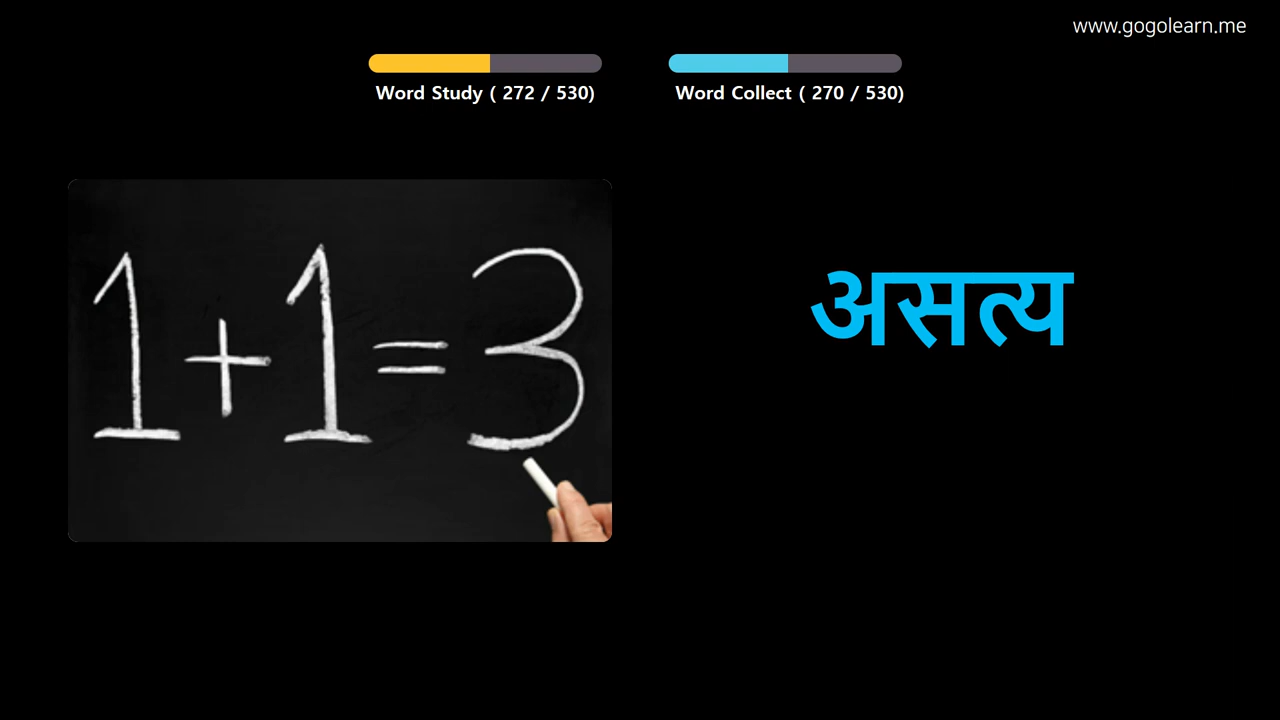 www.gogolearn.me
Word Study ( 272 / 530)
Word Collect ( 270 / 530)
1+1=3
असत्य